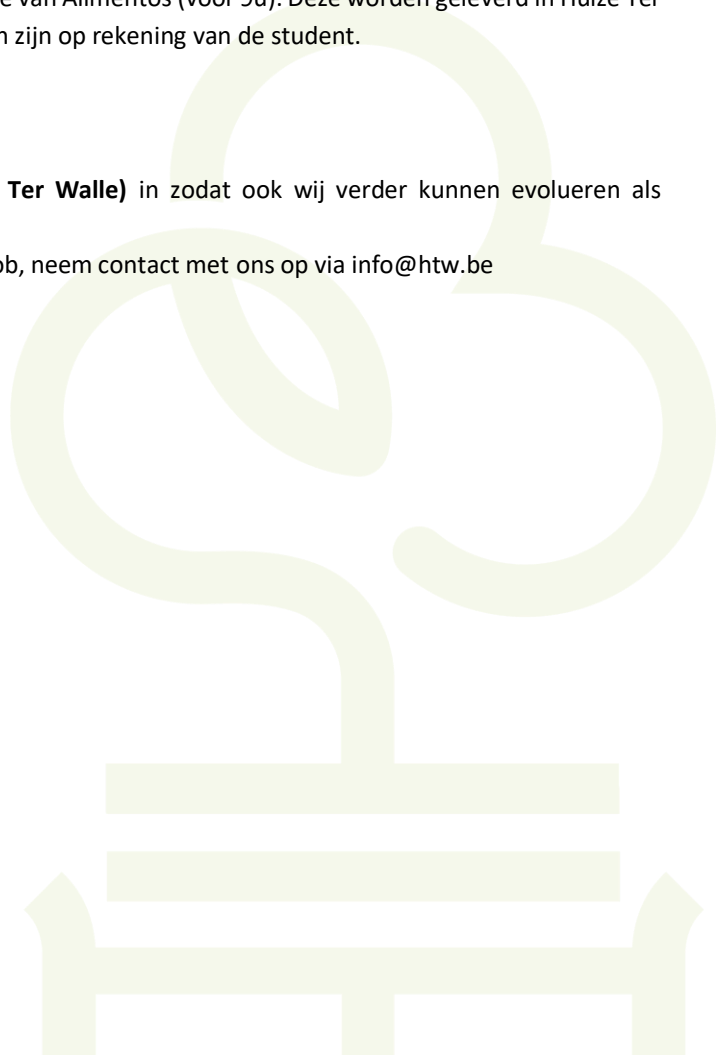 e van Alimentos (voor 9u). Deze worden geleverd in Huize Ter
n zijn op rekening van de student.
Ter Walle) in zodat ook wij verder kunnen evolueren als
ob, neem contact met ons op via info@htw.be